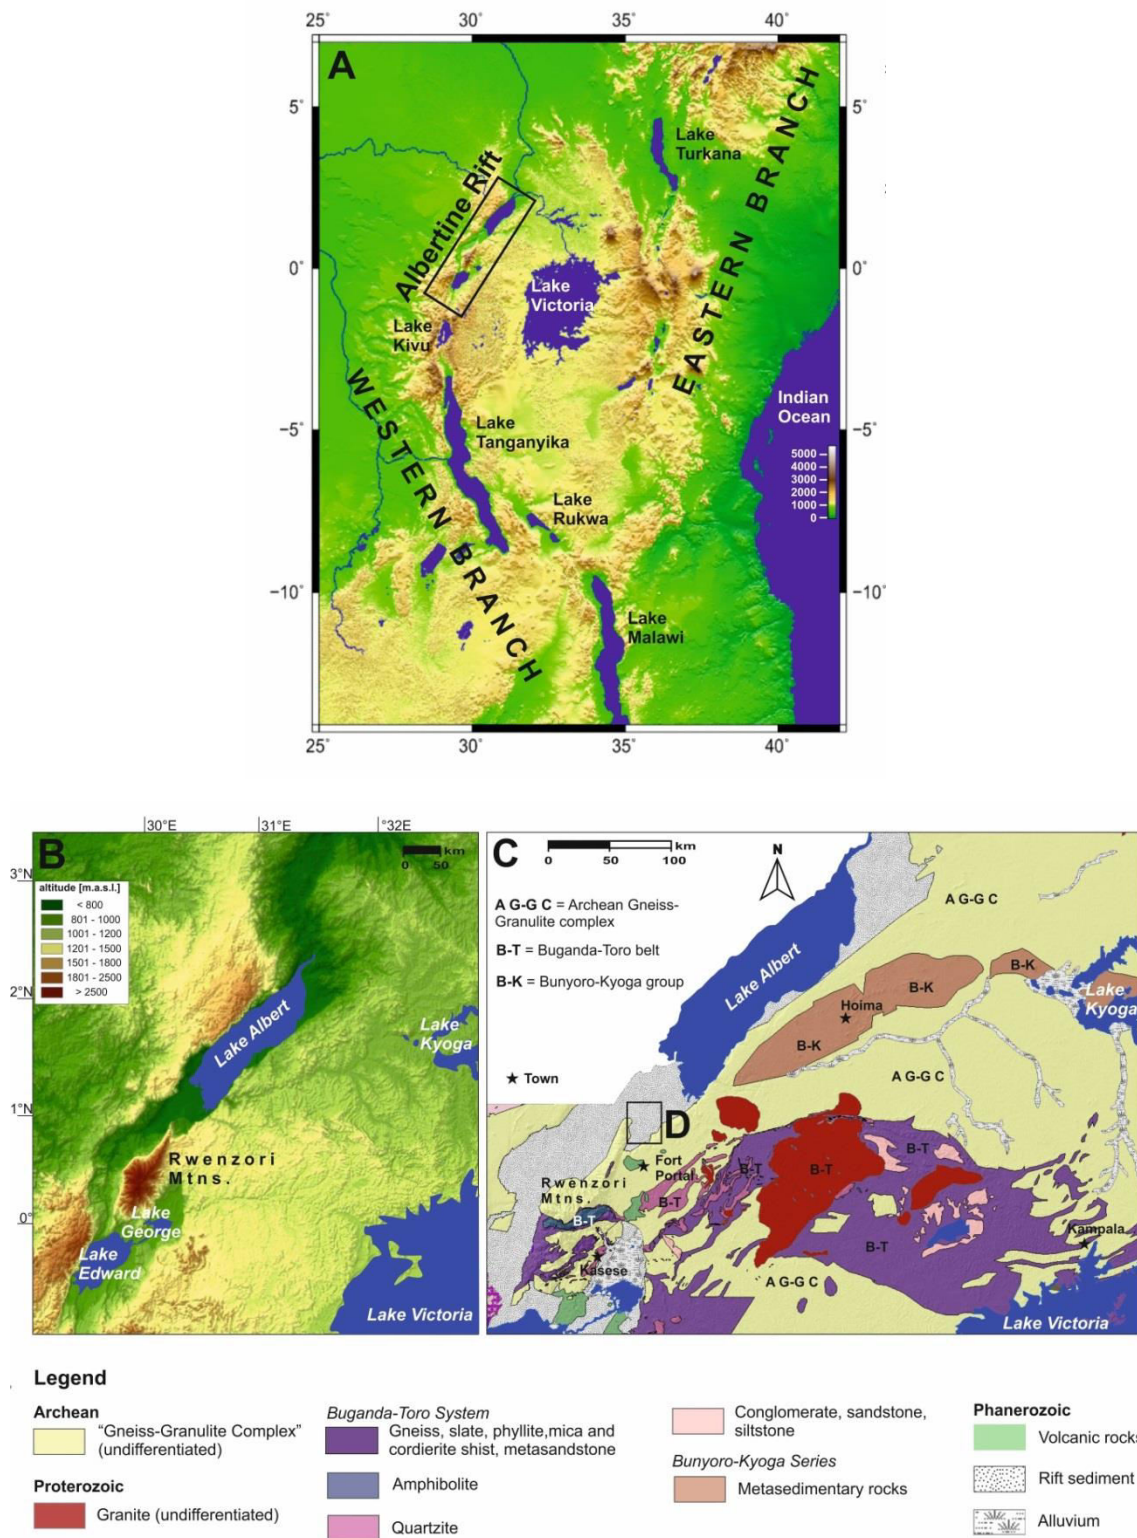 25° 30° 35° 40°
A
5°
0°
−5°
−10°
Lake
Turkana
EASTERN BRANCH
Albertine Rift
Lake
Victoria
Lake
Kivu
WESTERN BRANCH
Lake
Tanganyika
Indian
Ocean
5000
4000
3000
2000
1000
0
Lake
Rukwa
Lake
Malawi
25° 30° 35° 40°
30°E 31°E °32E
B
0 50 km
3°N
2°N
1°N
0°
altitude [m.a.s.l.]
< 800
801 - 1000
1001 - 1200
1201 - 1500
1501 - 1800
1801 - 2500
> 2500
Lake Albert
Lake
Kyoga
Rwenzori
Mtns.
Lake
George
Lake
Edward
Lake Victoria
C
km
0 50 100
N
A G-G C = Archean Gneiss-
Granulite complex
B-T = Buganda-Toro belt
B-K = Bunyoro-Kyoga group
Town
A G-G C
Lake Albert
B-K
B-K
Hoima
B-K
Lake
Kyoga
A G-G C
D
Fort
Portal
Rwenzori
Mtns.
B-T
B-T
B-T
B-T
B-T
B-T
Kasese
Kampala
A G-G C
Lake Victoria
Legend
Archean
"Gneiss-Granulite Complex"
(undifferentiated)
Proterozoic
Granite (undifferentiated)
Buganda-Toro System
Gneiss, slate, phyllite,mica and
cordierite shist, metasandstone
Amphibolite
Quartzite
Conglomerate, sandstone,
siltstone
Bunyoro-Kyoga Series
Metasedimentary rocks
Phanerozoic
Volcanic rocks
Rift sediment
Alluvium